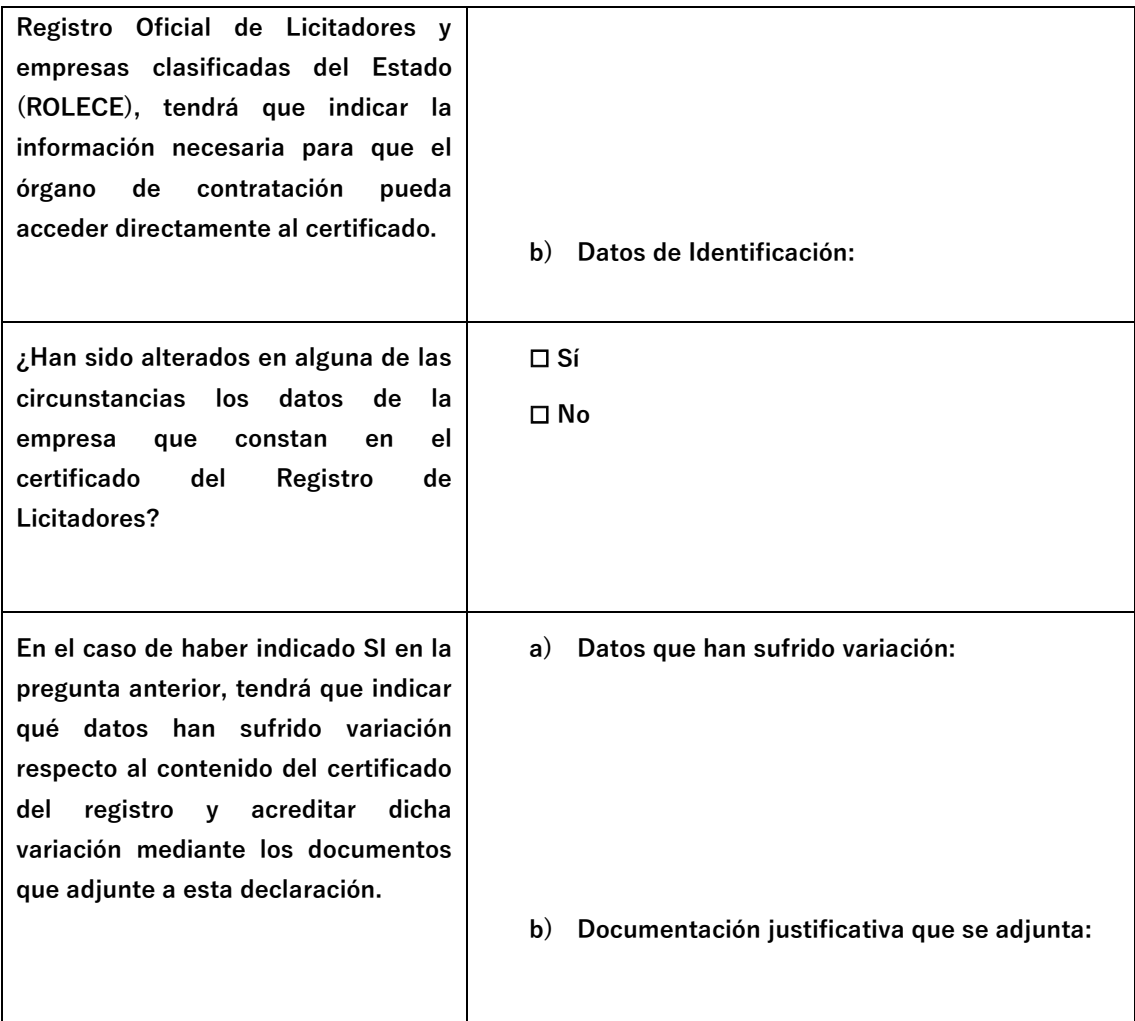 Registro Oficial de Licitadores y
empresas clasificadas del Estado
(ROLECE), tendrá que indicar la
información necesaria para que el
órgano de contratación pueda
acceder directamente al certificado.
b) Datos de Identificación:
¿Han sido alterados en alguna de las
circunstancias los datos de la
empresa que constan en el
certificado del Registro de
Licitadores?
☐ Sí
☐ No
En el caso de haber indicado SI en la
pregunta anterior, tendrá que indicar
qué datos han sufrido variación
respecto al contenido del certificado
del registro y acreditar dicha
variación mediante los documentos
que adjunte a esta declaración.
a) Datos que han sufrido variación:
b) Documentación justificativa que se adjunta: